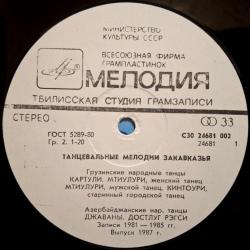 МИНИСТЕРСТВО
КУЛЬТУРЫ СССР
ВСЕСОЮЗНАЯ ФИРМА
ГРАМПЛАСТИНОК
МЕЛОДИЯ
ТБИЛИССКАЯ СТУДИЯ ГРАМЗАПИСИ
СТЕРЕО
33
ГОСТ 5289-80
Гр. 2. 1-20
С30 24681 002
24681 1
ТАНЦЕВАЛЬНЫЕ МЕЛОДИИ ЗАКАВКАЗЬЯ
Грузинские народные танцы
КАРТУЛИ, МТИУЛУРИ, женский танец
МТИУЛУРИ, мужской танец, КИНТОУРИ,
старинный городской танец
Азербайджанские нар. танцы
ДЖАВАНЫ, ДОСТЛУГ РЭГСИ
Записи 1981—1985 гг.
Выпуск 1987 г.